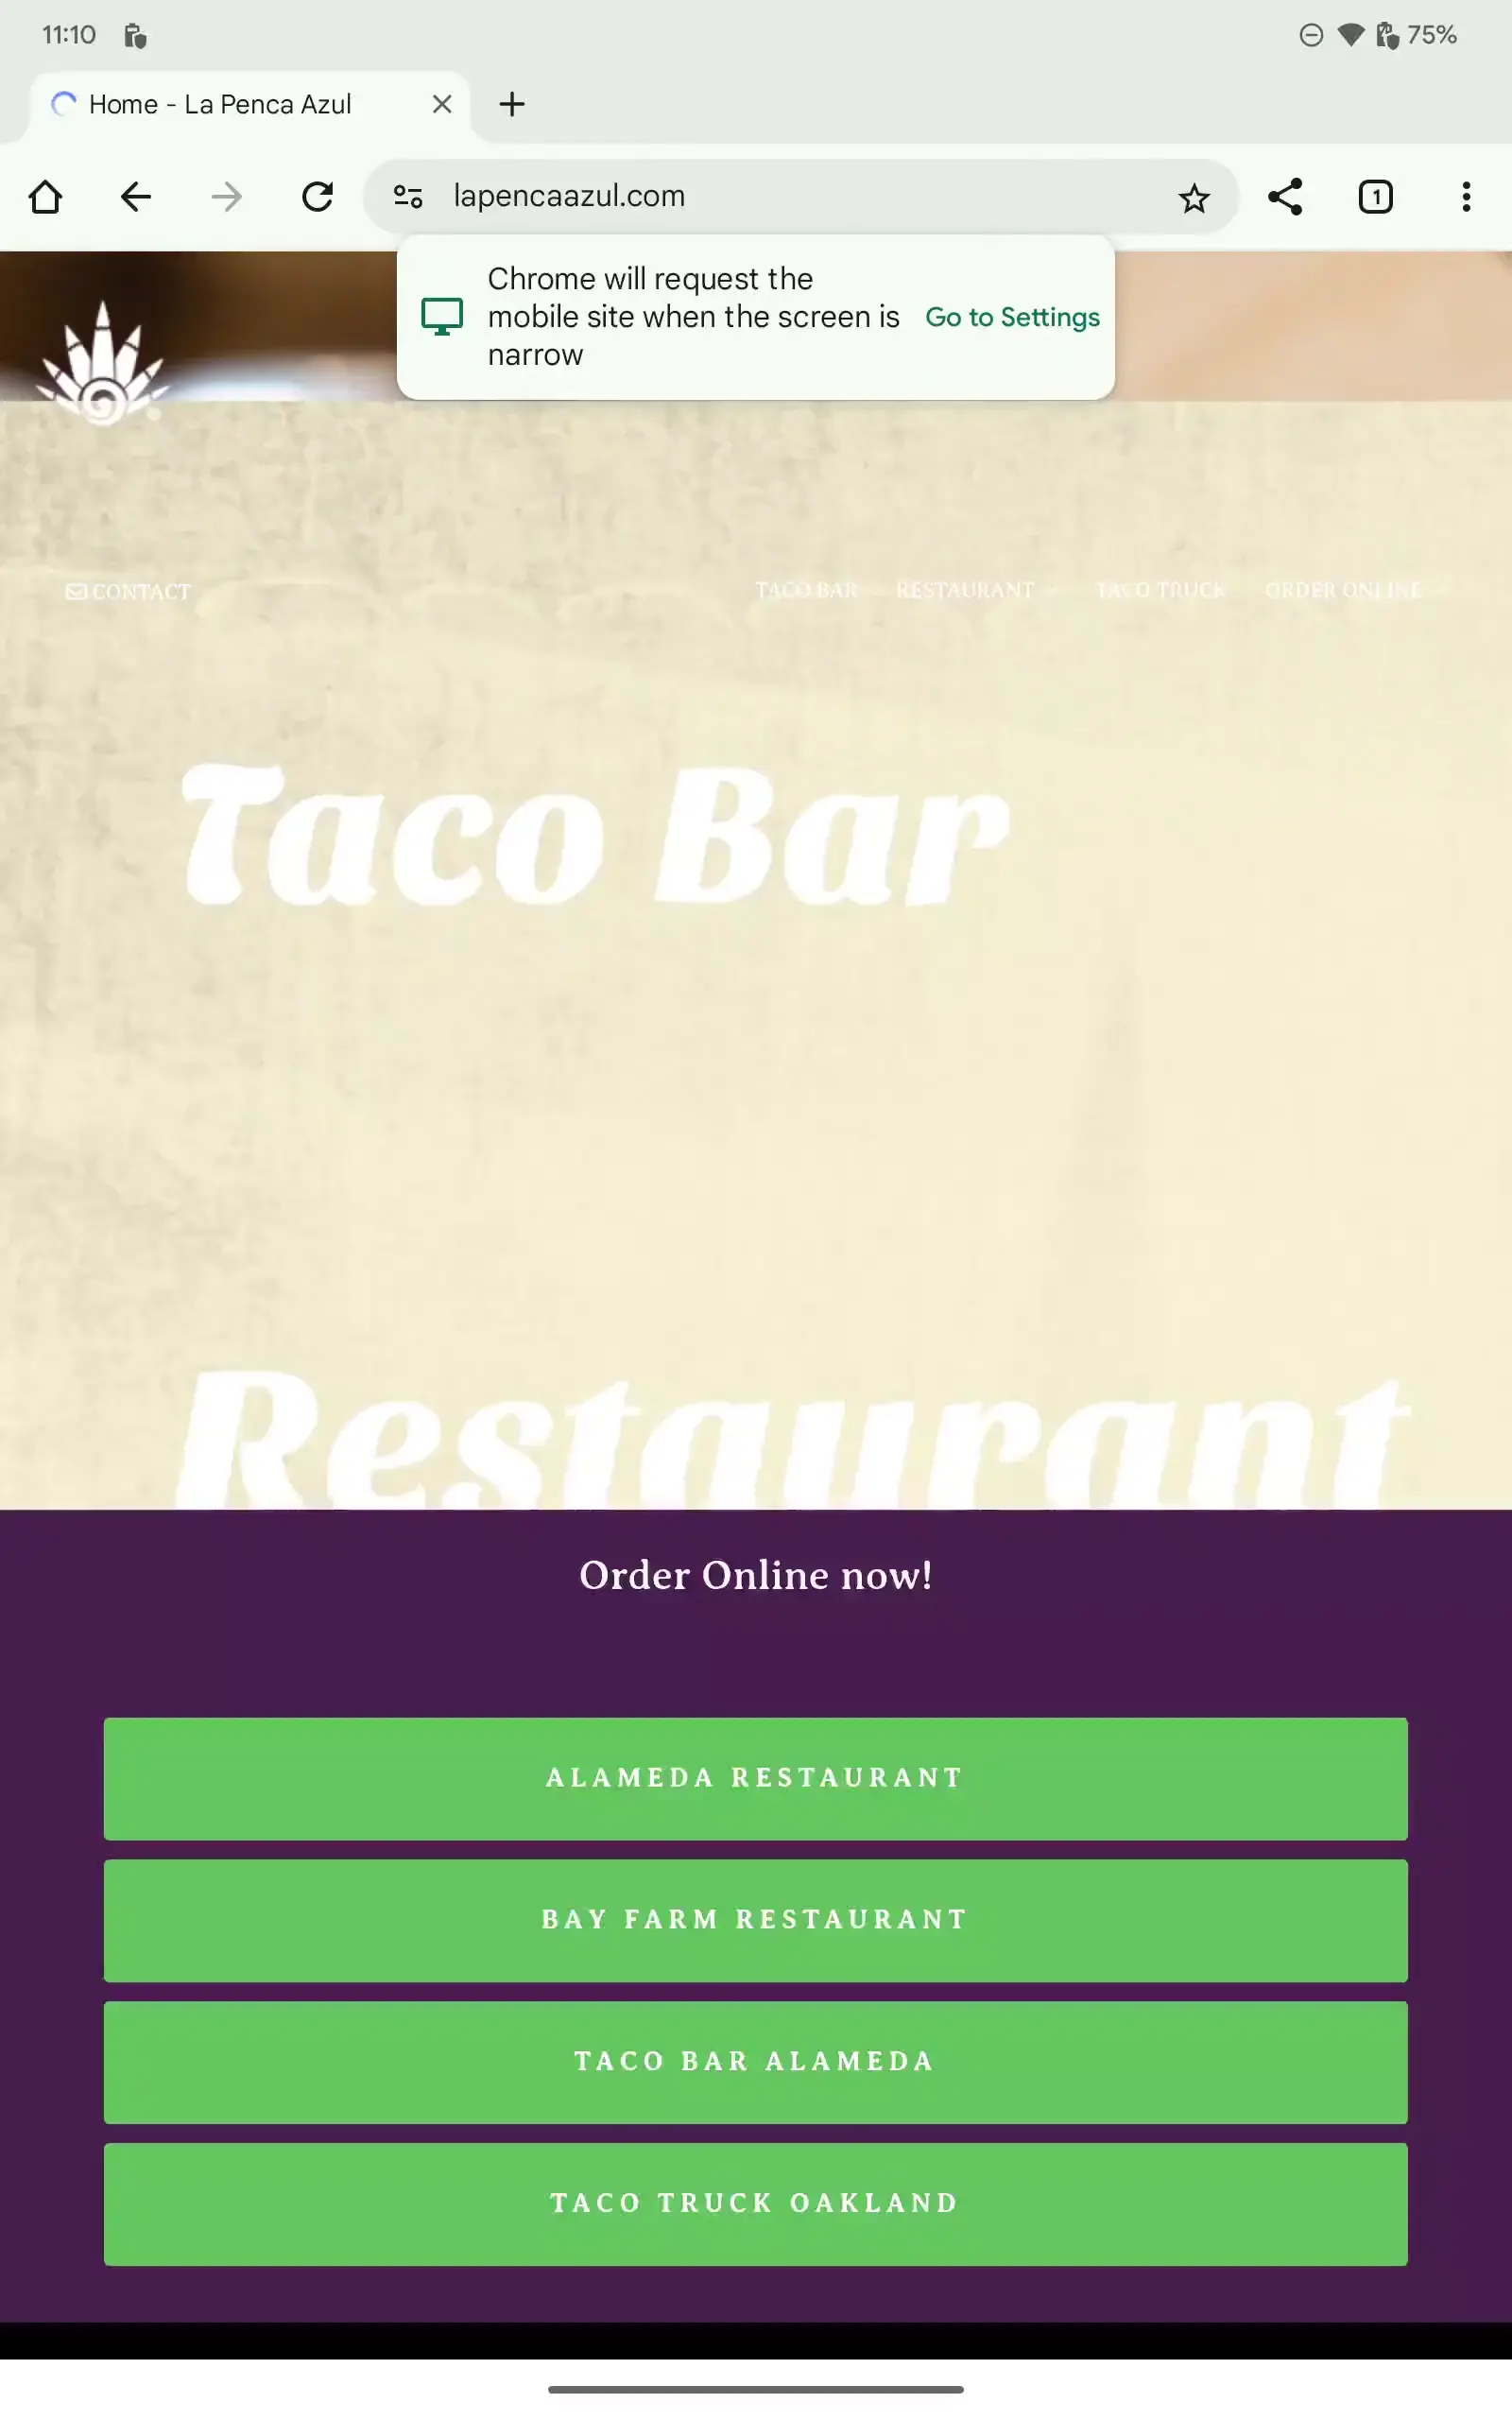 11:10
75%
Home - La Penca Azul
lapencaazul.com
1
Chrome will request the
mobile site when the screen is
narrow
Go to Settings
CONTACT
TACO BAR RESTAURANT TACO TRUCK ORDER ONLINE
Taco Bar
Restaurant
Order Online now!
ALAMEDA RESTAURANT
BAY FARM RESTAURANT
TACO BAR ALAMEDA
TACO TRUCK OAKLAND